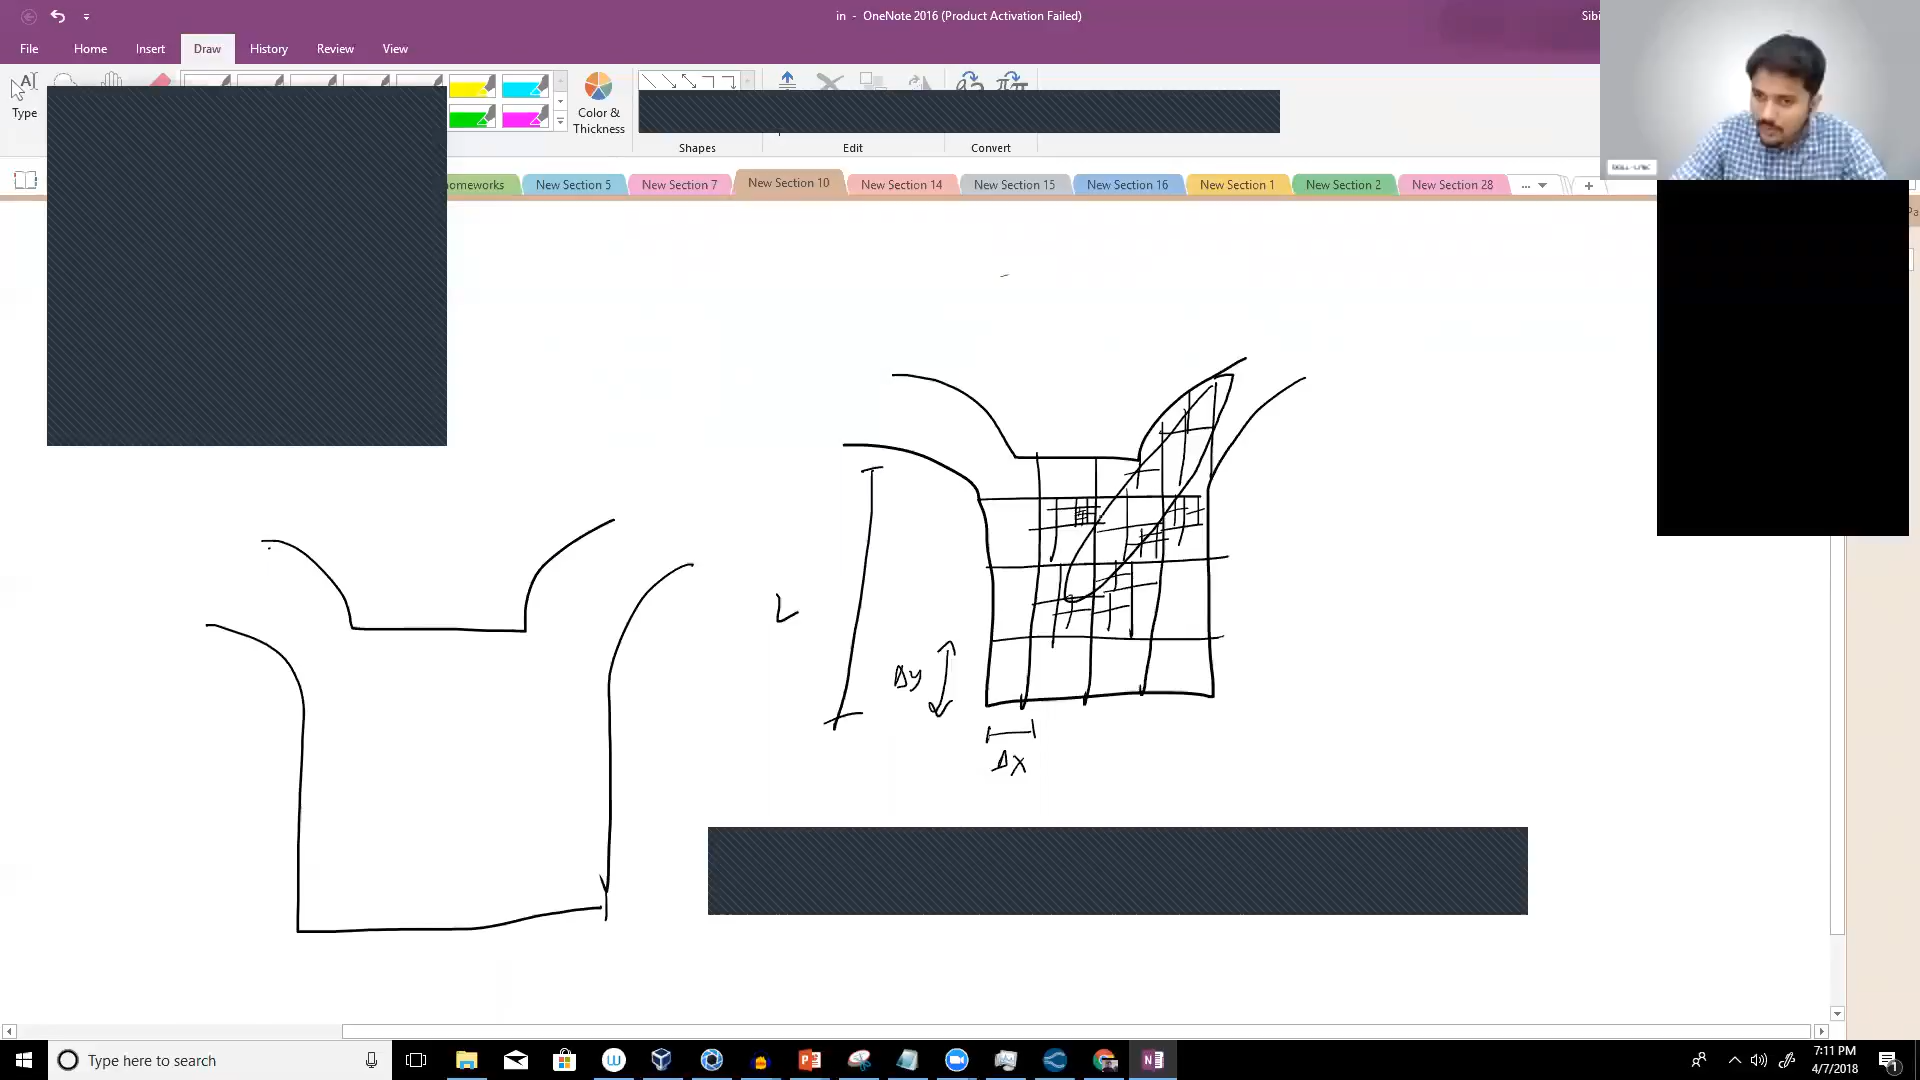 in - OneNote 2016 (Product Activation Failed)
Sibi
File Home Insert Draw History Review View
Type
Color & Thickness
Shapes
Edit
Convert
omeworks New Section 5 New Section 7 New Section 10 New Section 14 New Section 15 New Section 16 New Section 1 New Section 2 New Section 28 ...
L
Δy
Δx
Type here to search
7:11 PM
4/7/2018